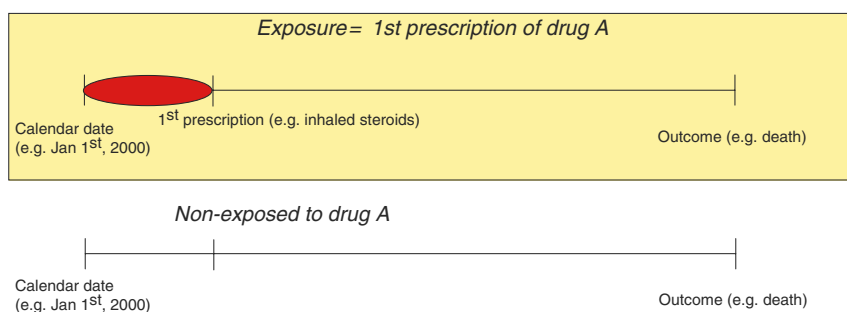 Exposure= 1st prescription of drug A
1st prescription (e.g. inhaled steroids)
Calendar date
(e.g. Jan 1st, 2000)
Outcome (e.g. death)
Non-exposed to drug A
Calendar date
(e.g. Jan 1st, 2000)
Outcome (e.g. death)